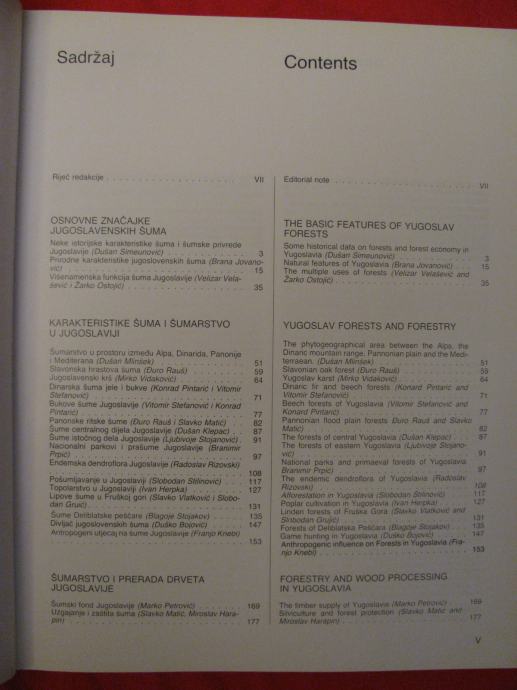 Sadržaj
Riječ redakcije . . . . . . . . . . . . . . . . . . . . VII
OSNOVNE ZNAČAJKE
JUGOSLAVENSKIH ŠUMA
Neke istorijske karakteristike šuma i šumske privrede
Jugoslavije (Dušan Simeunović) . . . . . . . . . . . 3
Prirodne karakteristike jugoslovenskih šuma (Brana Jovano-
vić) . . . . . . . . . . . . . . . . . . . . 15
Višenamenska funkcija šuma Jugoslavije (Velizar Vela-
šević i Žarko Ostojić) . . . . . . . . . . . 35
KARAKTERISTIKE ŠUMA I ŠUMARSTVO
U JUGOSLAVIJI
Šumarstvo u prostoru između Alpa, Dinarida, Panonije
i Mediterana (Dušan Mlinšek) . . . . . . . . . . . 51
Slavonska hrastova šuma (Đuro Rauš) . . . . . . . . 59
Jugoslavenski krš (Mirko Vidaković) . . . . . . . . 64
Dinarska šuma jele i bukve (Konrad Pintarić i Vitomir
Stefanović) . . . . . . . . . . . . . . . . 71
Bukove šume Jugoslavije (Vitomir Stefanović i Konrad
Pintarić) . . . . . . . . . . . . . . . . 77
Panonske ritske šume (Đuro Rauš i Slavko Matić) . . 82
Šume centralnog dijela Jugoslavije (Dušan Klepac) . . 87
Šume istočnog dela Jugoslavije (Ljubivoje Stojanović) . 91
Nacionalni parkovi i prašume Jugoslavije (Branimir
Prpić) . . . . . . . . . . . . . . . . 97
Endemska dendroflora Jugoslavije (Radoslav Rizovski)
. . . . . . . . . . . . . . . . 108
Pošumljavanje u Jugoslaviji (Slobodan Stilinović) . . 117
Topolarstvo u Jugoslaviji (Ivan Herpka) . . . . . . 127
Lipove šume u Fruškoj gori (Slavko Vlatković i Slobo-
dan Grujić) . . . . . . . . . . . . . . . . 131
Šume Deliblatske peščare (Blagoje Stojakov) . . . . 135
Divljač jugoslovenskih šuma (Duško Bojović) . . . . 147
Antropogeni utjecaj na šume Jugoslavije (Franjo Knebl) . .
. . . . . . . . . . . . . . . . 153
ŠUMARSTVO I PRERADA DRVETA
JUGOSLAVIJE
Šumski fond Jugoslavije (Marko Petrović) . . . . . . 169
Uzgajanje i zaštita šuma (Slavko Matić, Miroslav Hara-
pin) . . . . . . . . . . . . . . . . 177
Contents
Editorial note . . . . . . . . . . . . . . . . . . . . VII
THE BASIC FEATURES OF YUGOSLAV
FORESTS
Some historical data on forests and forest economy in
Yugoslavia (Dušan Simeunović) . . . . . . . . . . . 3
Natural features of Yugoslavia (Brana Jovanović) . . . 15
The multiple uses of forests (Velizar Velašević and
Žarko Ostojić) . . . . . . . . . . . . . . . . 35
YUGOSLAV FORESTS AND FORESTRY
The phytogeographical area between the Alps, the
Dinaric mountain range, Pannonian plain and the Medi-
terraean. (Dušan Mlinšek) . . . . . . . . . . . 51
Slavonian oak forest (Đuro Rauš) . . . . . . . . 59
Yugoslav karst (Mirko Vidaković) . . . . . . . . 64
Dinaric fir and beech forests (Konard Pintarić and
Vitomir Stefanović) . . . . . . . . . . . . . . . . 71
Beech forests of Yugoslavia (Vitomir Stefanović and
Konard Pintarić) . . . . . . . . . . . . . . . . 77
Pannonian flood plain forests (Đuro Rauš and Slavko
Matić) . . . . . . . . . . . . . . . . 82
The forests of central Yugoslavia (Dušan Klepac) . . 87
The forests of eastern Yugoslavia (Ljubivoje Stojanović)
. . . . . . . . . . . . . . . . 91
National parks and primaeval forests of Yugoslavia
(Branimir Prpić) . . . . . . . . . . . . . . . . 97
The endemic dendroflora of Yugoslavia (Radoslav
Rizovski) . . . . . . . . . . . . . . . . 108
Afforestation in Yugoslavia (Slobodan Stilinović) . . . 117
Poplar cultivation in Yugoslavia (Ivan Herpka) . . . . 127
Linden forests of Fruška Gora (Slavko Vlatković and
Slobodan Grujić) . . . . . . . . . . . . . . . . 131
Forests of Deliblatska Peščara (Blagoje Stojakov) . . 135
Game hunting in Yugoslavia (Duško Bojović) . . . . 147
Anthropogenic influence on Forests in Yugoslavia (Fra-
njo Knebl) . . . . . . . . . . . . . . . . 153
FORESTRY AND WOOD PROCESSING
IN YUGOSLAVIA
The timber supply of Yugoslavia (Marko Petrović) . . 169
Silviculture and forest protection (Slavko Matić and
Miroslav Harapin) . . . . . . . . . . . . . . . . 177
V